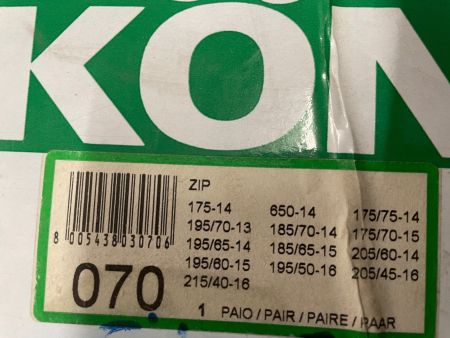 KÖN
ZIP
175-14 650-14 175/75-14
195/70-13 185/70-14 175/70-15
195/65-14 185/65-15 205/60-14
195/60-15 195/50-16 205/45-16
215/40-16
8 005438 030706
070
1 PAIO / PAIR / PAIRE / PAAR